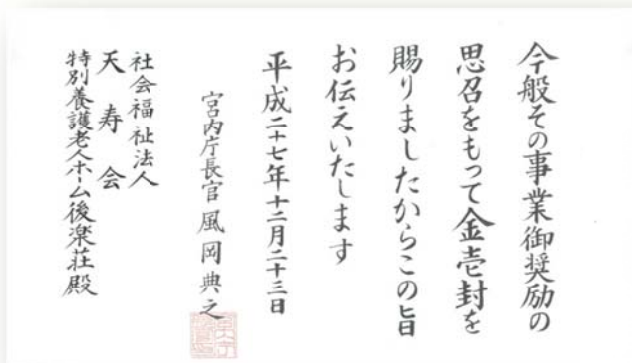 今般その事業御奨励の
思召をもって金壱封を
賜りましたからこの旨
お伝えいたします
平成二十七年十二月二十三日
宮内庁長官 風岡典之
社会福祉法人
天寿会
特別養護老人ホーム後楽荘殿